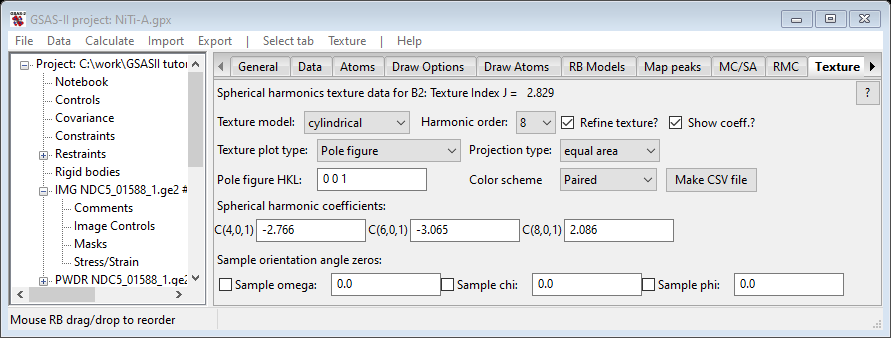 GSAS-II project: NiTi-A.gpx
File Data Calculate Import Export | Select tab Texture | Help
Project: C:\work\GSASII tutor
Notebook
Controls
Covariance
Constraints
Restraints
Rigid bodies
IMG NDC5_01588_1.ge2 #
Comments
Image Controls
Masks
Stress/Strain
PWDR NDC5_01588_1.ge2
General Data Atoms Draw Options Draw Atoms RB Models Map peaks MC/SA RMC Texture
Spherical harmonics texture data for B2: Texture Index J = 2.829 ?
Texture model: cylindrical Harmonic order: 8 Refine texture? Show coeff.?
Texture plot type: Pole figure Projection type: equal area
Pole figure HKL: 0 0 1 Color scheme Paired Make CSV file
Spherical harmonic coefficients:
C(4,0,1) -2.766 C(6,0,1) -3.065 C(8,0,1) 2.086
Sample orientation angle zeros:
Sample omega: 0.0 Sample chi: 0.0 Sample phi: 0.0
Mouse RB drag/drop to reorder